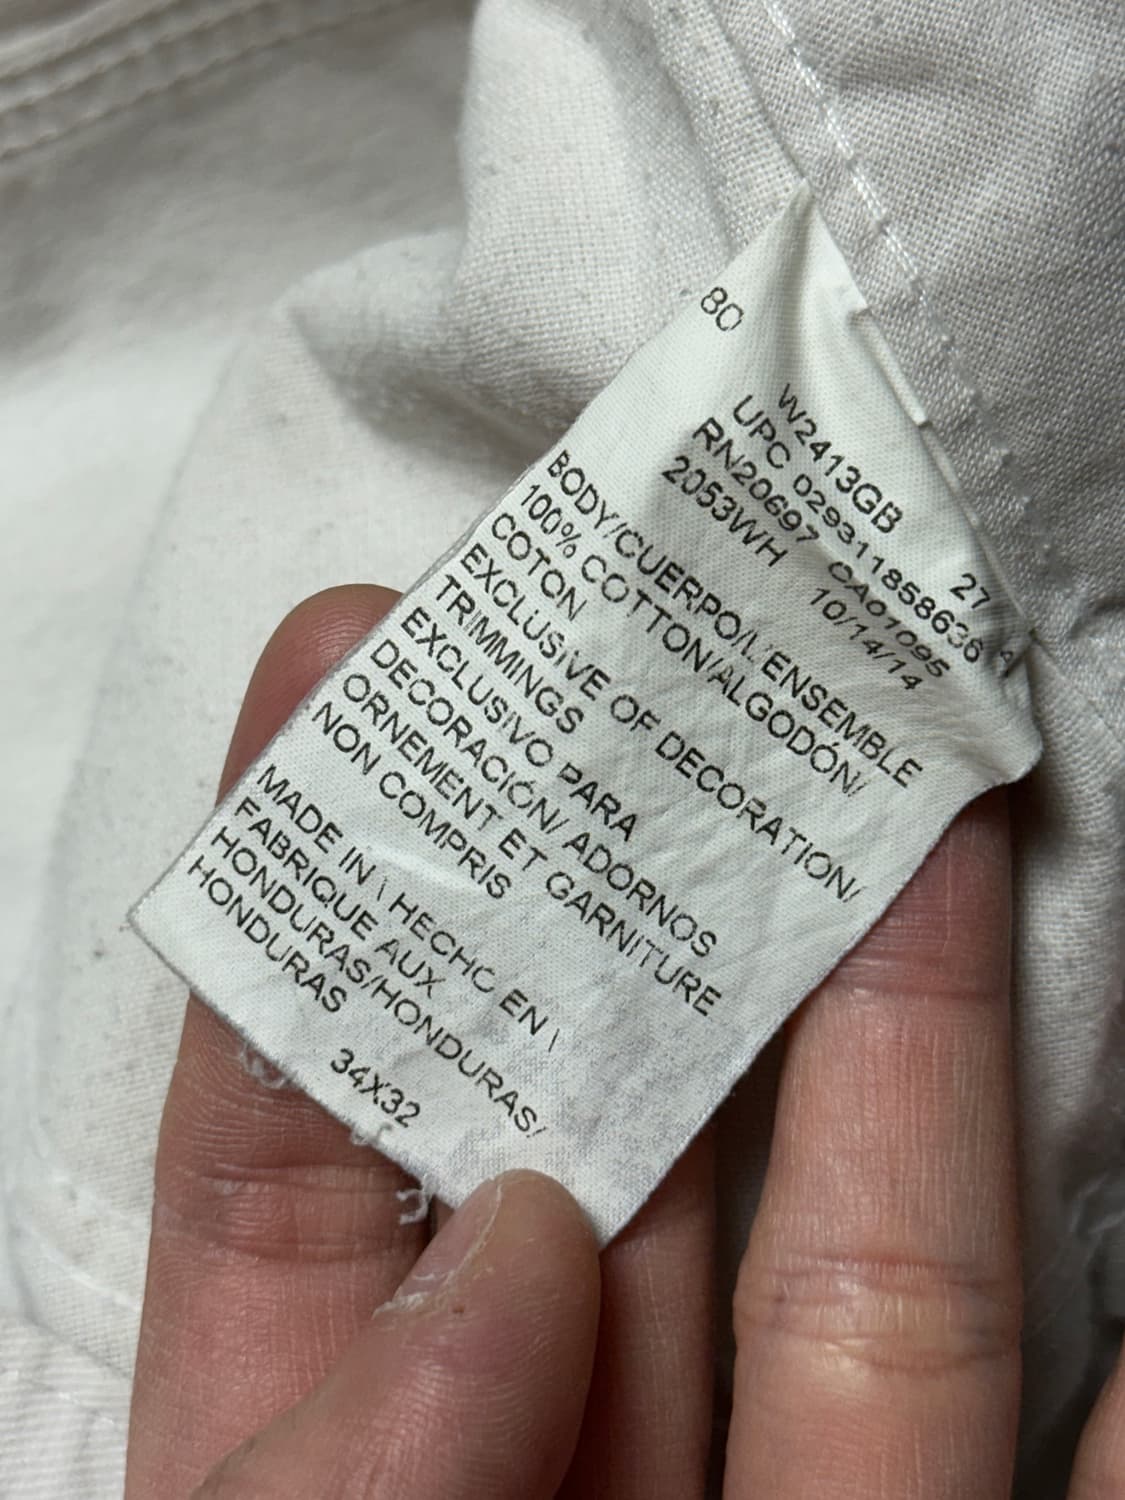 80
W2413GB 27
UPC 029311858636 4
RN20697 CA01095
2053WH 10/14/14
BODY/CUERPO/L'ENSEMBLE
100% COTTON/ALGODÓN/
COTON
EXCLUSIVE OF DECORATION/
TRIMMINGS
EXCLUSIVO PARA
DECORACIÓN/ ADORNOS
ORNEMENT ET GARNITURE
NON COMPRIS
MADE IN \ HECHO EN \
FABRIQUE AUX
HONDURAS/HONDURAS/
HONDURAS
34X32